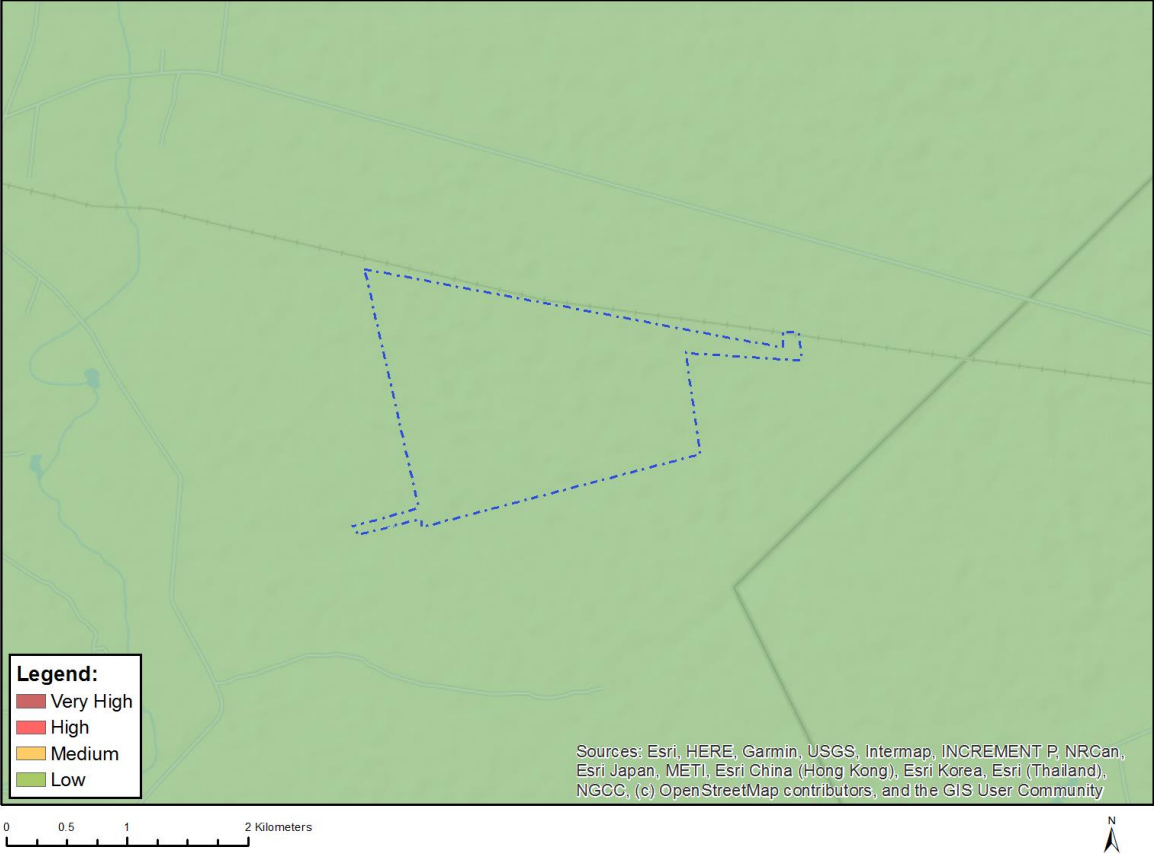 Legend:
Very High
High
Medium
Low
Sources: Esri, HERE, Garmin, USGS, Intermap, INCREMENT P, NRCan,
Esri Japan, METI, Esri China (Hong Kong), Esri Korea, Esri (Thailand),
NGCC, (c) OpenStreetMap contributors, and the GIS User Community
0 0.5 1 2 Kilometers
N